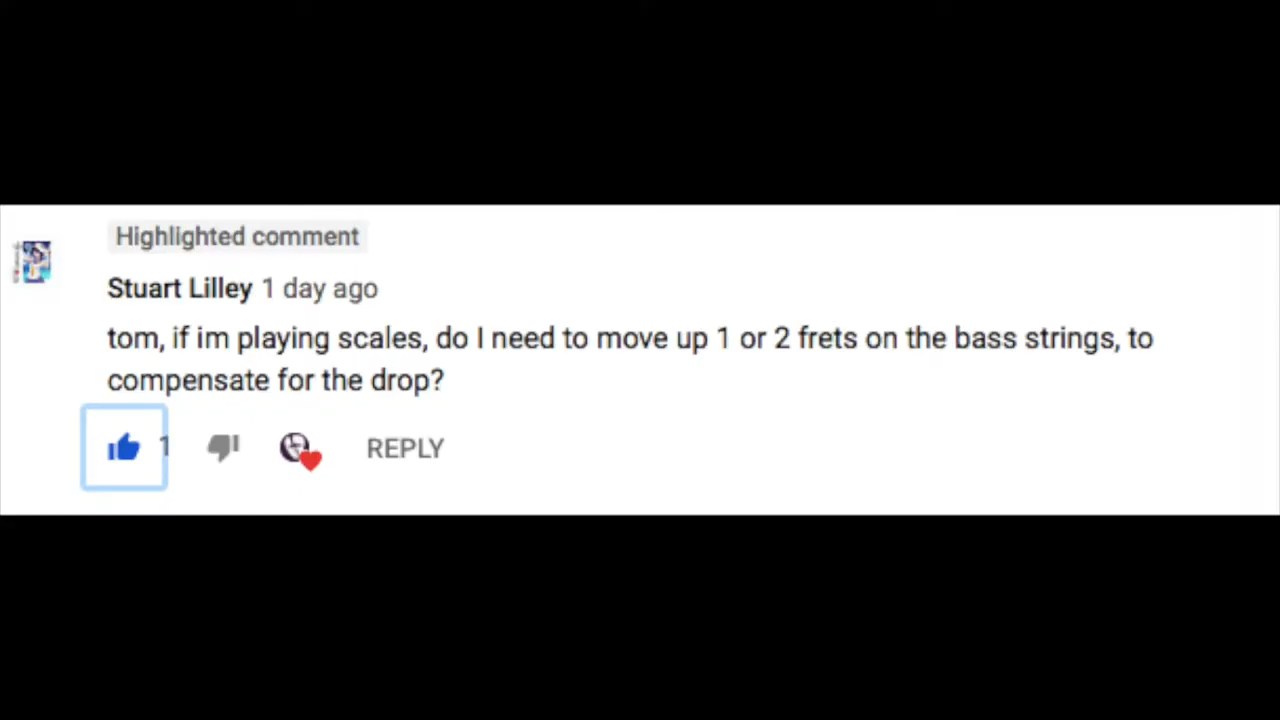 Highlighted comment
Stuart Lilley 1 day ago
tom, if im playing scales, do I need to move up 1 or 2 frets on the bass strings, to
compensate for the drop?
1 REPLY